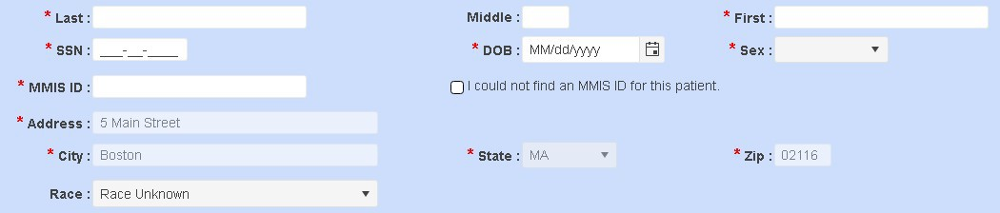 * Last : Middle : * First :
* SSN : ___-__-____ * DOB : MM/dd/yyyy * Sex :
* MMIS ID : I could not find an MMIS ID for this patient.
* Address : 5 Main Street
* City : Boston * State : MA * Zip : 02116
Race : Race Unknown